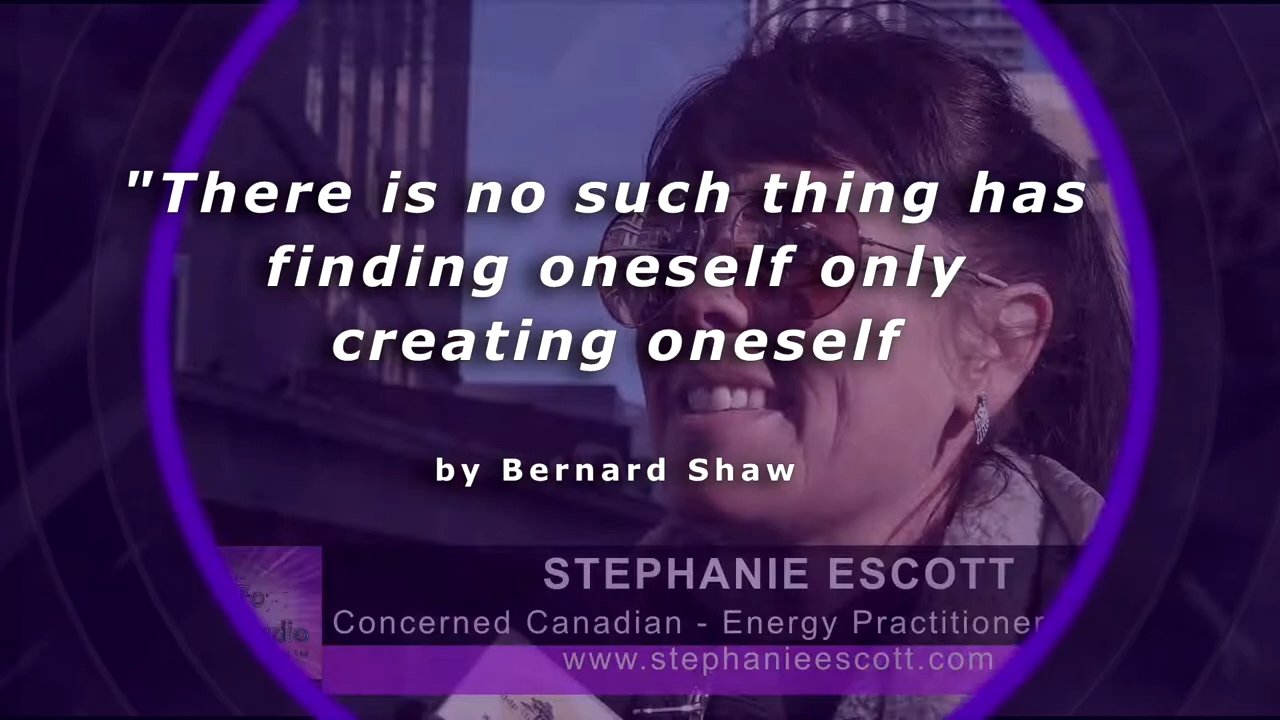 "There is no such thing has
finding oneself only
creating oneself
by Bernard Shaw
STEPHANIE ESCOTT
Concerned Canadian - Energy Practitioner
www.stephanieescott.com